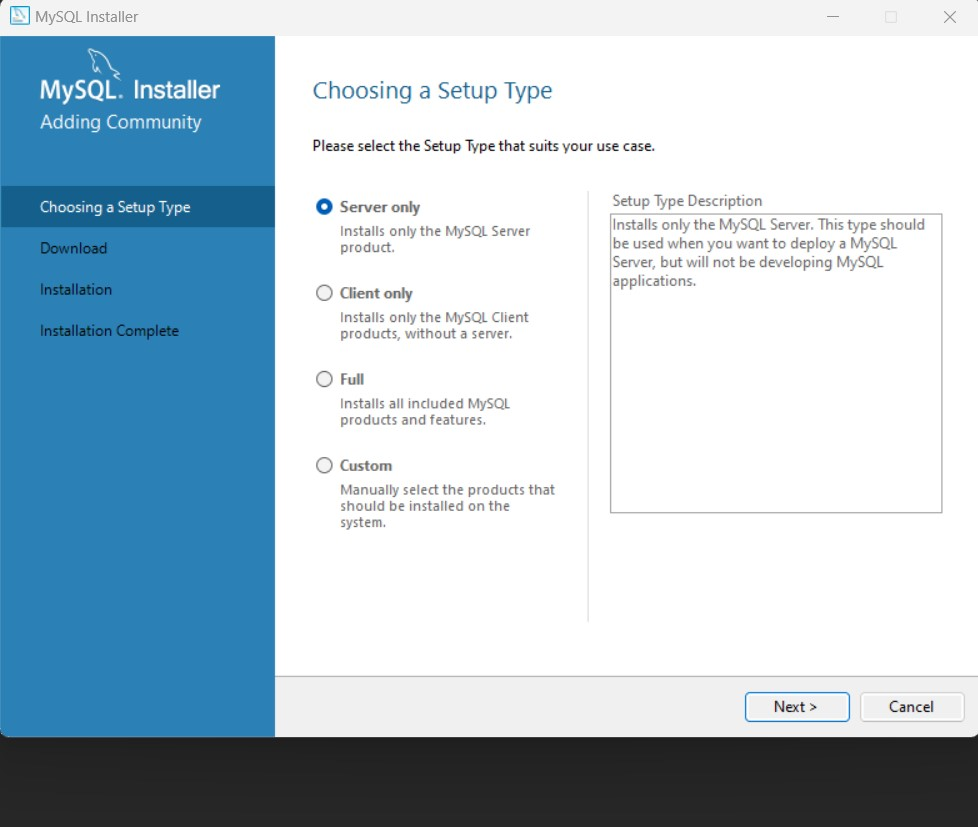 MySQL Installer
MySQL. Installer
Adding Community
Choosing a Setup Type
Download
Installation
Installation Complete
Choosing a Setup Type
Please select the Setup Type that suits your use case.
Server only
Installs only the MySQL Server
product.
Client only
Installs only the MySQL Client
products, without a server.
Full
Installs all included MySQL
products and features.
Custom
Manually select the products that
should be installed on the
system.
Setup Type Description
Installs only the MySQL Server. This type should
be used when you want to deploy a MySQL
Server, but will not be developing MySQL
applications.
Next >
Cancel